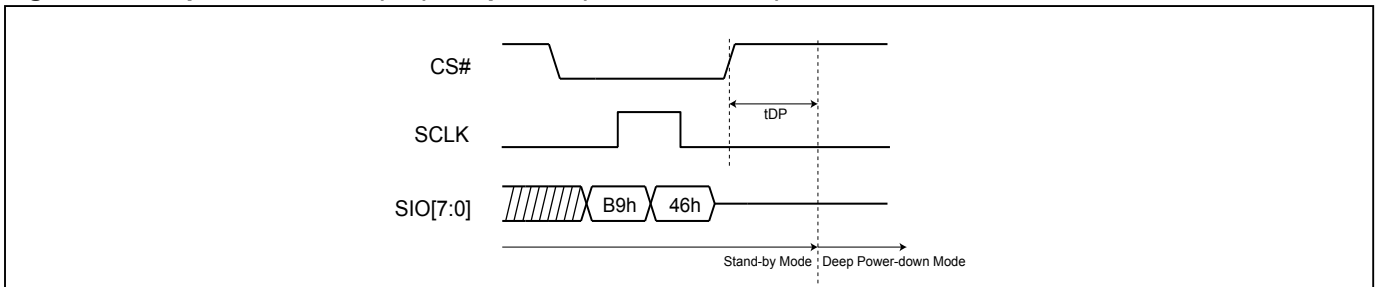 CS#
tDP
SCLK
SIO[7:0]
B9h 46h
Stand-by Mode Deep Power-down Mode